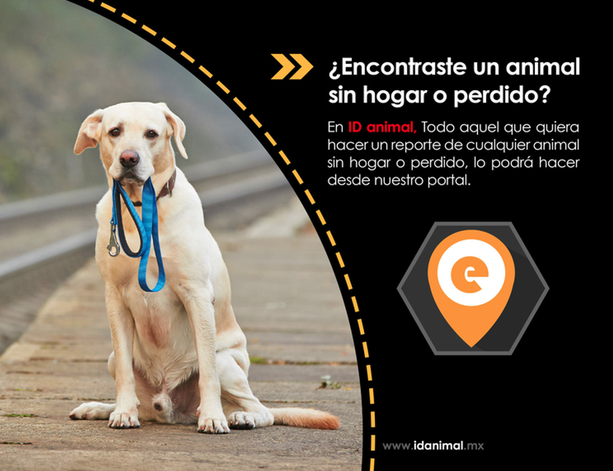 ¿Encontraste un animal
sin hogar o perdido?
En ID animal, Todo aquel que quiera
hacer un reporte de cualquier animal
sin hogar o perdido, lo podrá hacer
desde nuestro portal.
e
www.idanimal.mx